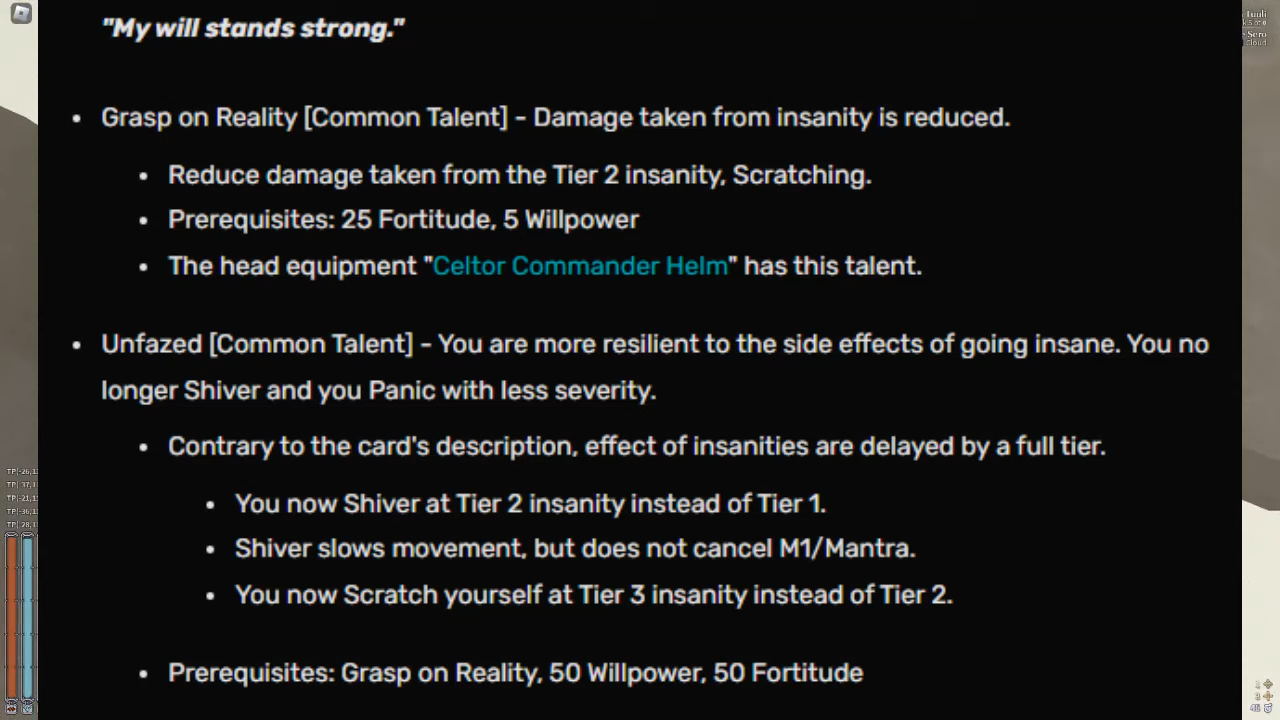 "My will stands strong."
Grasp on Reality [Common Talent] - Damage taken from insanity is reduced.
Reduce damage taken from the Tier 2 insanity, Scratching.
Prerequisites: 25 Fortitude, 5 Willpower
The head equipment "Celtor Commander Helm" has this talent.
Unfazed [Common Talent] - You are more resilient to the side effects of going insane. You no
longer Shiver and you Panic with less severity.
Contrary to the card's description, effect of insanities are delayed by a full tier.
You now Shiver at Tier 2 insanity instead of Tier 1.
Shiver slows movement, but does not cancel M1/Mantra.
You now Scratch yourself at Tier 3 insanity instead of Tier 2.
Prerequisites: Grasp on Reality, 50 Willpower, 50 Fortitude